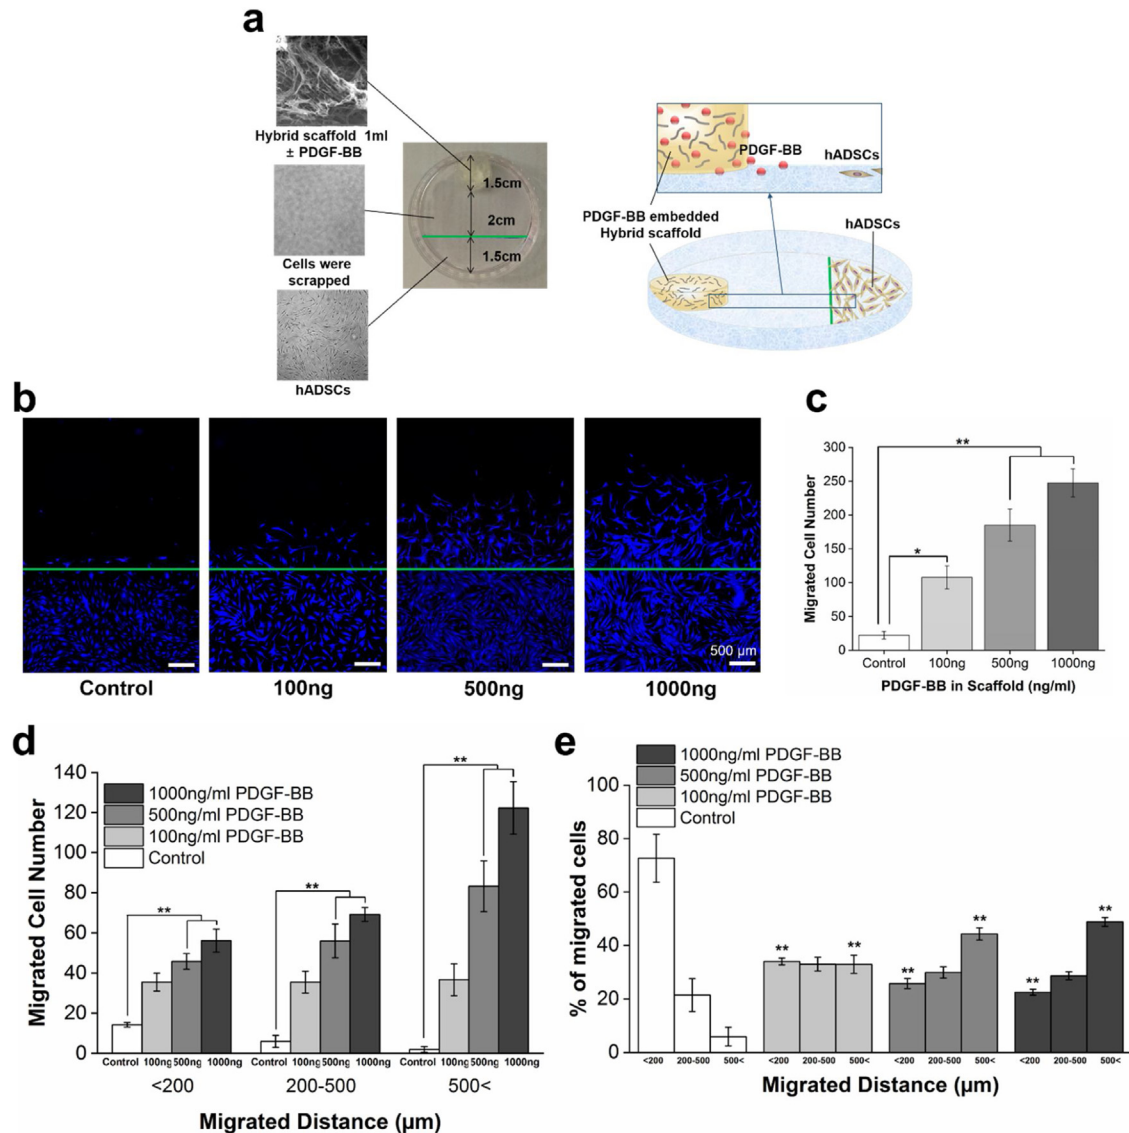 a
Hybrid scaffold 1ml
± PDGF-BB
Cells were
scrapped
hADSCs
1.5cm
2cm
1.5cm
PDGF-BB
hADSCs
PDGF-BB embedded
Hybrid scaffold
hADSCs
b
500 µm
Control
100ng
500ng
1000ng
c
Migrated Cell Number
300
250
200
150
100
50
0
**
*
Control
100ng
500ng
1000ng
PDGF-BB in Scaffold (ng/ml)
d
Migrated Cell Number
140
120
100
80
60
40
20
0
1000ng/ml PDGF-BB
500ng/ml PDGF-BB
100ng/ml PDGF-BB
Control
**
**
**
Control 100ng 500ng 1000ng
Control 100ng 500ng 1000ng
Control 100ng 500ng 1000ng
<200
200-500
500<
Migrated Distance (µm)
e
% of migrated cells
100
80
60
40
20
0
1000ng/ml PDGF-BB
500ng/ml PDGF-BB
100ng/ml PDGF-BB
Control
**
**
**
**
**
**
<200 200-500 500<
<200 200-500 500<
<200 200-500 500<
<200 200-500 500<
Migrated Distance (µm)